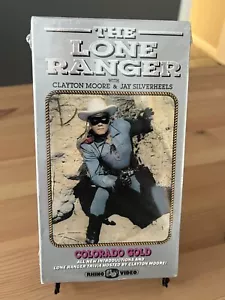 THE
LONE
RANGER
WITH
CLAYTON MOORE & JAY SILVERHEELS
COLORADO GOLD
ALL NEW INTRODUCTIONS AND
LONE RANGER TRIVIA HOSTED BY CLAYTON MOORE!
RHINO VIDEO